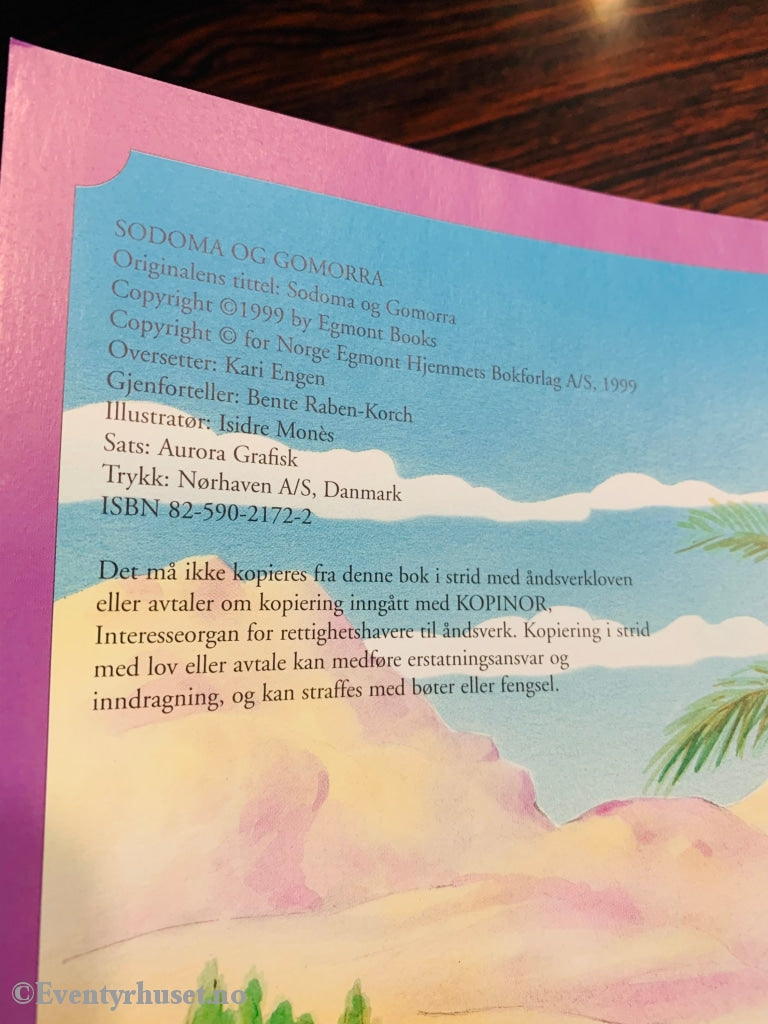 SODOMA OG GOMORRA
Originalens tittel: Sodoma og Gomorra
Copyright ©1999 by Egmont Books
Copyright © for Norge Egmont Hjemmets Bokforlag A/S, 1999
Oversetter: Kari Engen
Gjenforteller: Bente Raben-Korch
Illustratør: Isidre Monès
Sats: Aurora Grafisk
Trykk: Nørhaven A/S, Danmark
ISBN 82-590-2172-2
Det må ikke kopieres fra denne bok i strid med åndsverkloven
eller avtaler om kopiering inngått med KOPINOR,
Interesseorgan for rettighetshavere til åndsverk. Kopiering i strid
med lov eller avtale kan medføre erstatningsansvar og
inndragning, og kan straffes med bøter eller fengsel.
©Eventyrhuset.no